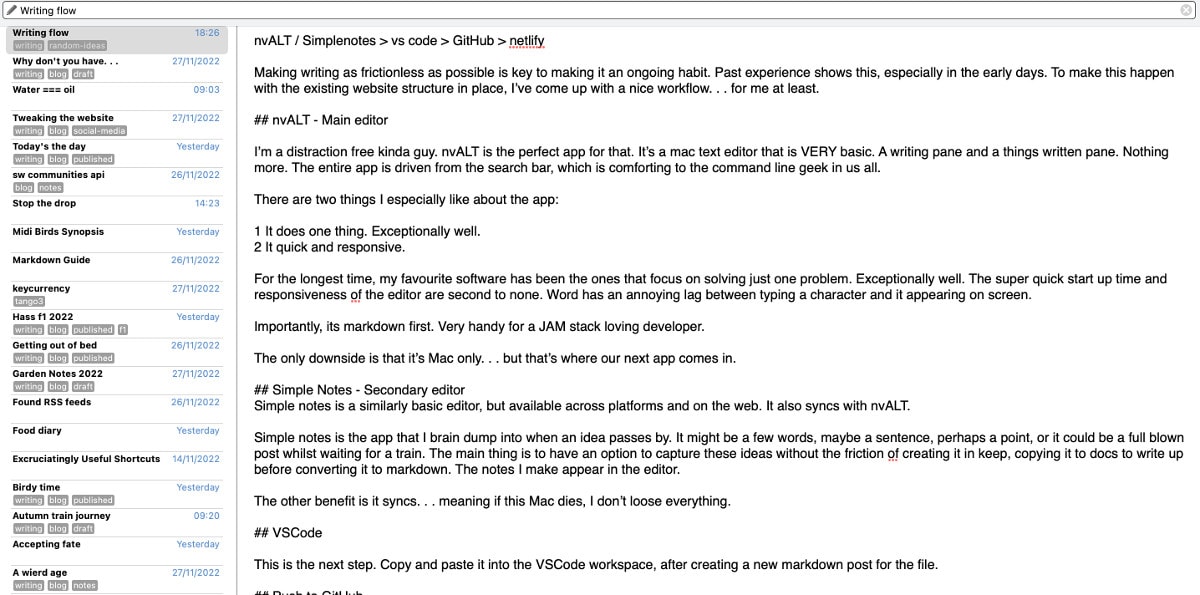 Writing flow
Writing flow 18:26
writing random-ideas
Why don't you have. . . 27/11/2022
writing blog draft
Water === oil 09:03
Tweaking the website 27/11/2022
writing blog social-media
Today's the day Yesterday
writing blog published
sw communities api 26/11/2022
blog notes
Stop the drop 14:23
Midi Birds Synopsis Yesterday
Markdown Guide 26/11/2022
keycurrency 27/11/2022
tango3
Hass f1 2022 Yesterday
writing blog published f1
Getting out of bed 26/11/2022
writing blog published
Garden Notes 2022 27/11/2022
writing blog draft
Found RSS feeds 26/11/2022
Food diary Yesterday
Excruciatingly Useful Shortcuts 14/11/2022
Birdy time Yesterday
writing blog published
Autumn train journey 09:20
writing blog draft
Accepting fate Yesterday
A wierd age 27/11/2022
writing blog notes
nvALT / Simplenotes > vs code > GitHub > netlify
Making writing as frictionless as possible is key to making it an ongoing habit. Past experience shows this, especially in the early days. To make this happen
with the existing website structure in place, I've come up with a nice workflow. . . for me at least.
## nvALT - Main editor
I'm a distraction free kinda guy. nvALT is the perfect app for that. It's a mac text editor that is VERY basic. A writing pane and a things written pane. Nothing
more. The entire app is driven from the search bar, which is comforting to the command line geek in us all.
There are two things I especially like about the app:
1 It does one thing. Exceptionally well.
2 It quick and responsive.
For the longest time, my favourite software has been the ones that focus on solving just one problem. Exceptionally well. The super quick start up time and
responsiveness of the editor are second to none. Word has an annoying lag between typing a character and it appearing on screen.
Importantly, its markdown first. Very handy for a JAM stack loving developer.
The only downside is that it's Mac only. . . but that's where our next app comes in.
## Simple Notes - Secondary editor
Simple notes is a similarly basic editor, but available across platforms and on the web. It also syncs with nvALT.
Simple notes is the app that I brain dump into when an idea passes by. It might be a few words, maybe a sentence, perhaps a point, or it could be a full blown
post whilst waiting for a train. The main thing is to have an option to capture these ideas without the friction of creating it in keep, copying it to docs to write up
before converting it to markdown. The notes I make appear in the editor.
The other benefit is it syncs. . . meaning if this Mac dies, I don't loose everything.
## VSCode
This is the next step. Copy and paste it into the VSCode workspace, after creating a new markdown post for the file.
## Push to GitHub